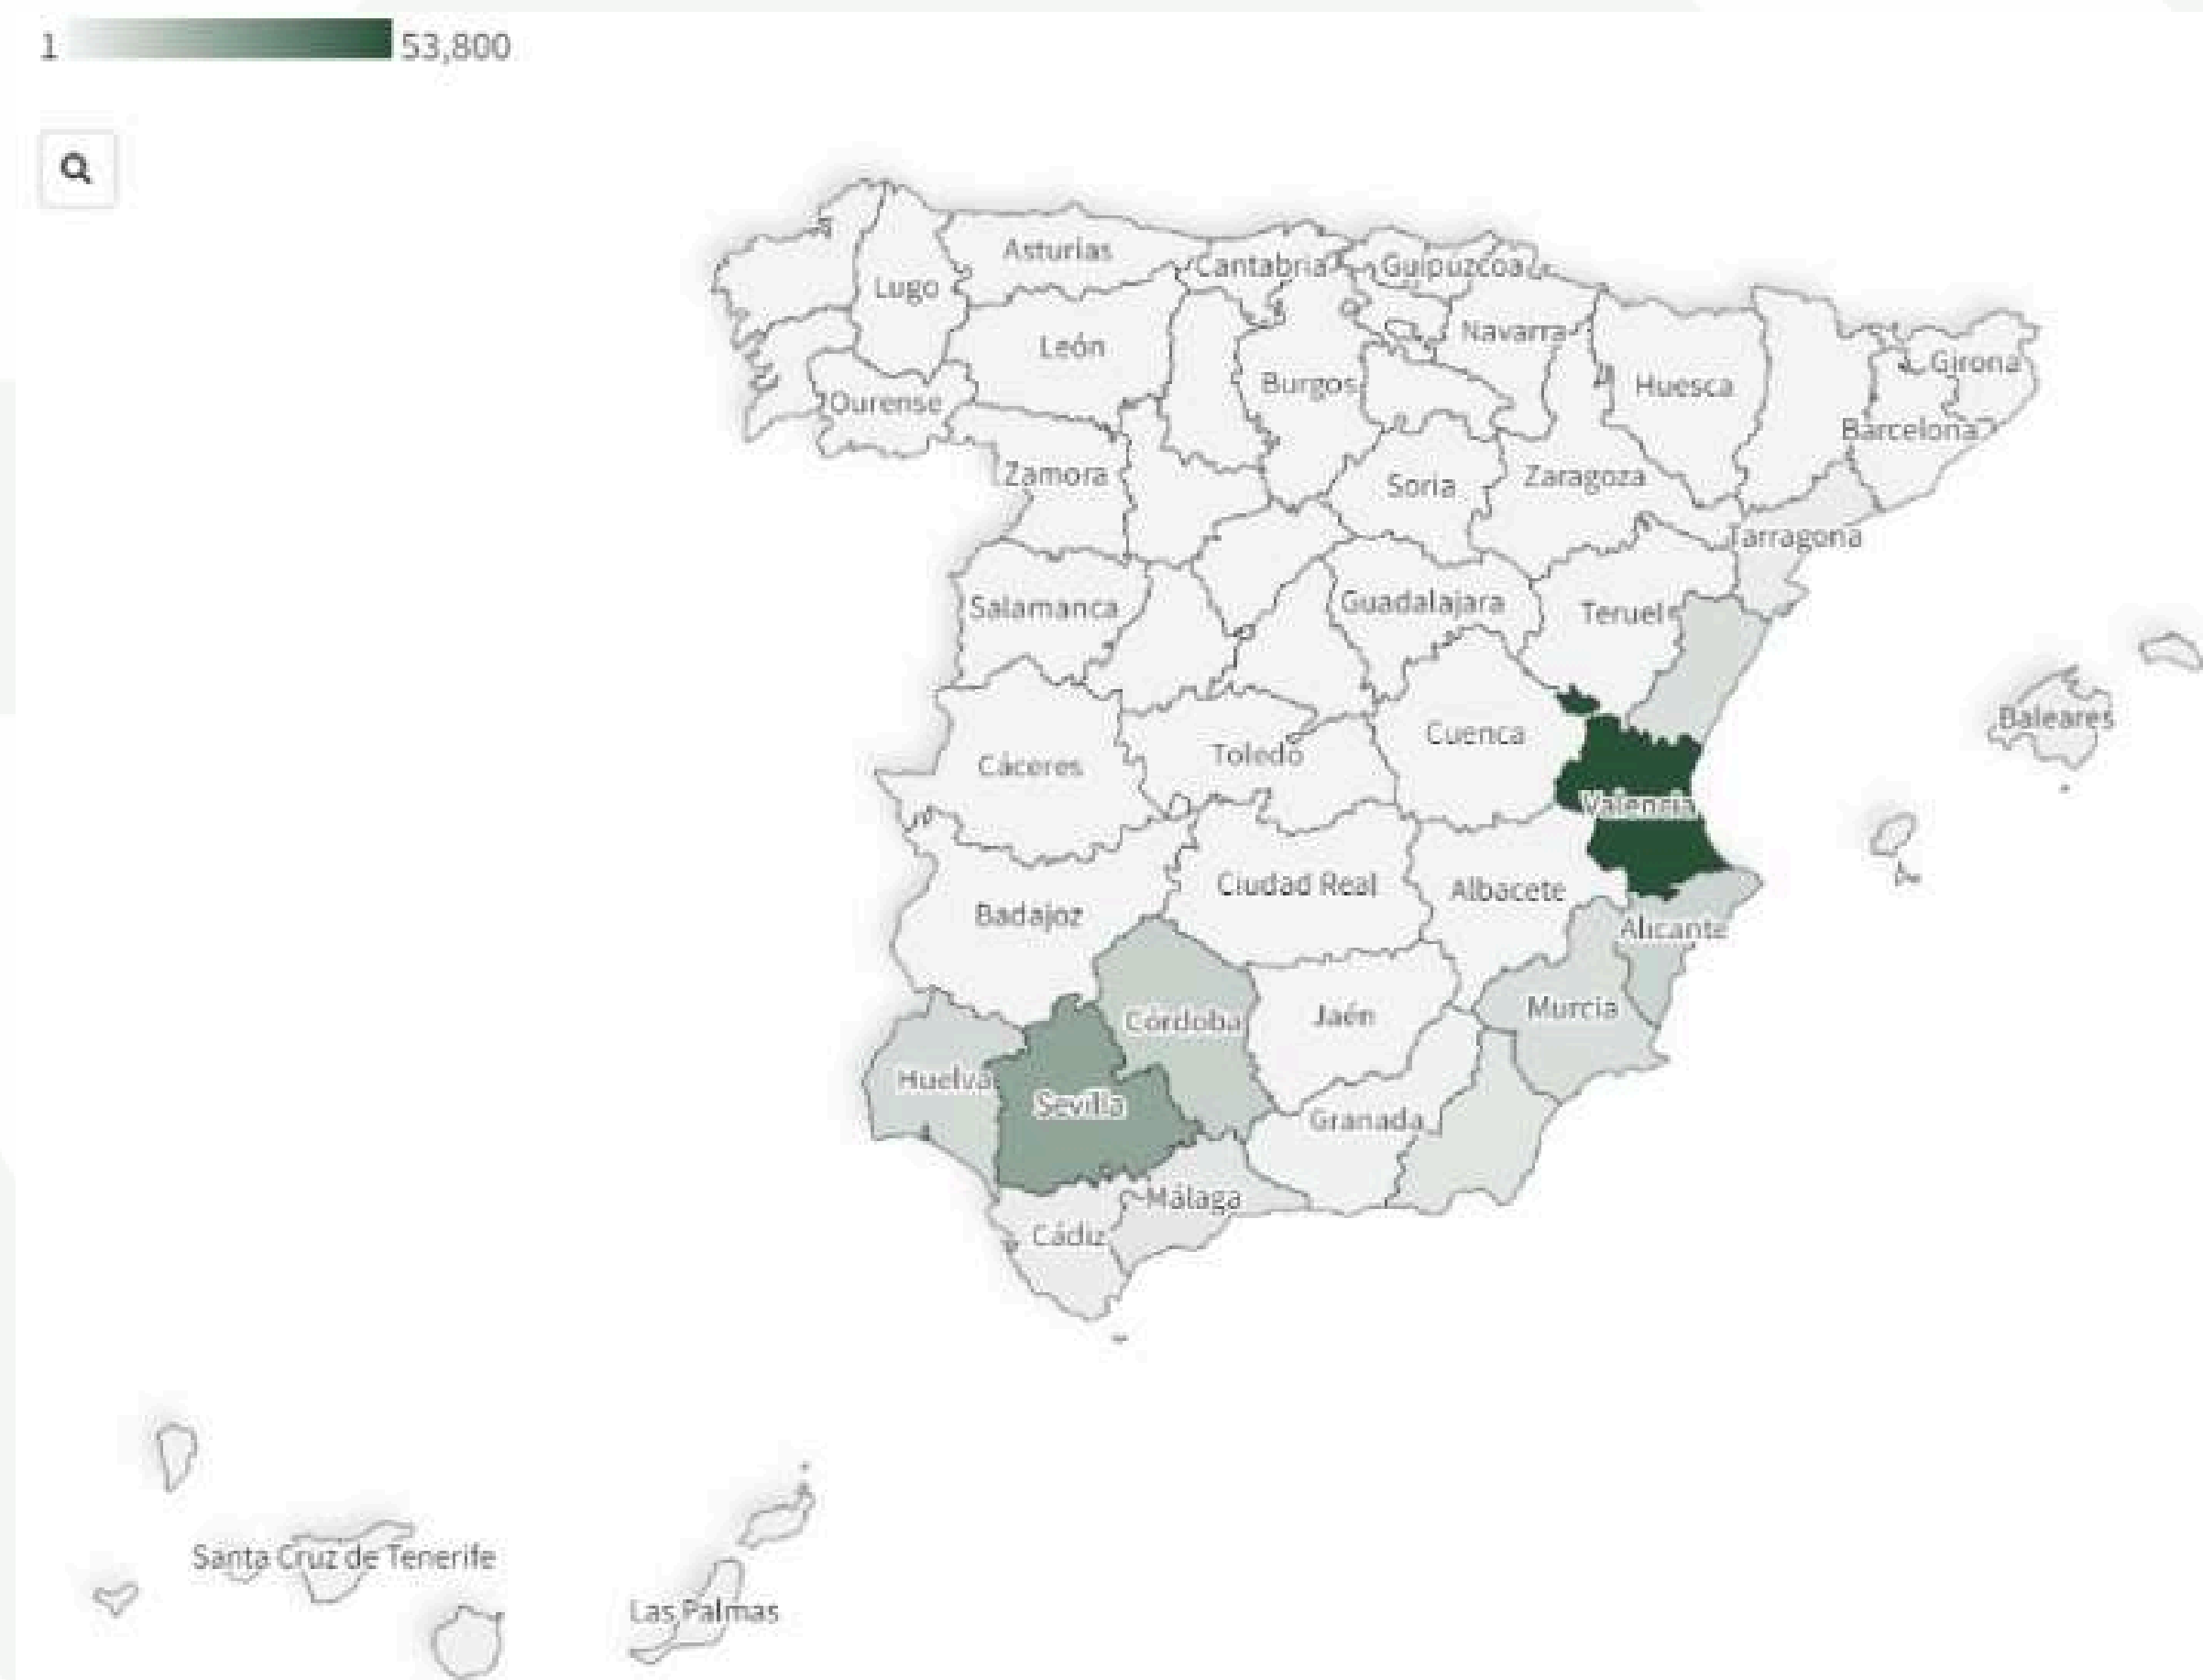 1 53,800
Asturias
Cantabria
Guipúzcoa
Lugo
Navarra
León
Girona
Burgos
Huesca
Ourense
Barcelona
Zamora
Soria
Zaragoza
Tarragona
Salamanca
Guadalajara
Teruel
Baleares
Cuenca
Toledo
Cáceres
Valencia
Ciudad Real
Albacete
Badajoz
Alicante
Murcia
Jaén
Córdoba
Huelva
Sevilla
Granada
Málaga
Cádiz
Santa Cruz de Tenerife
Las Palmas